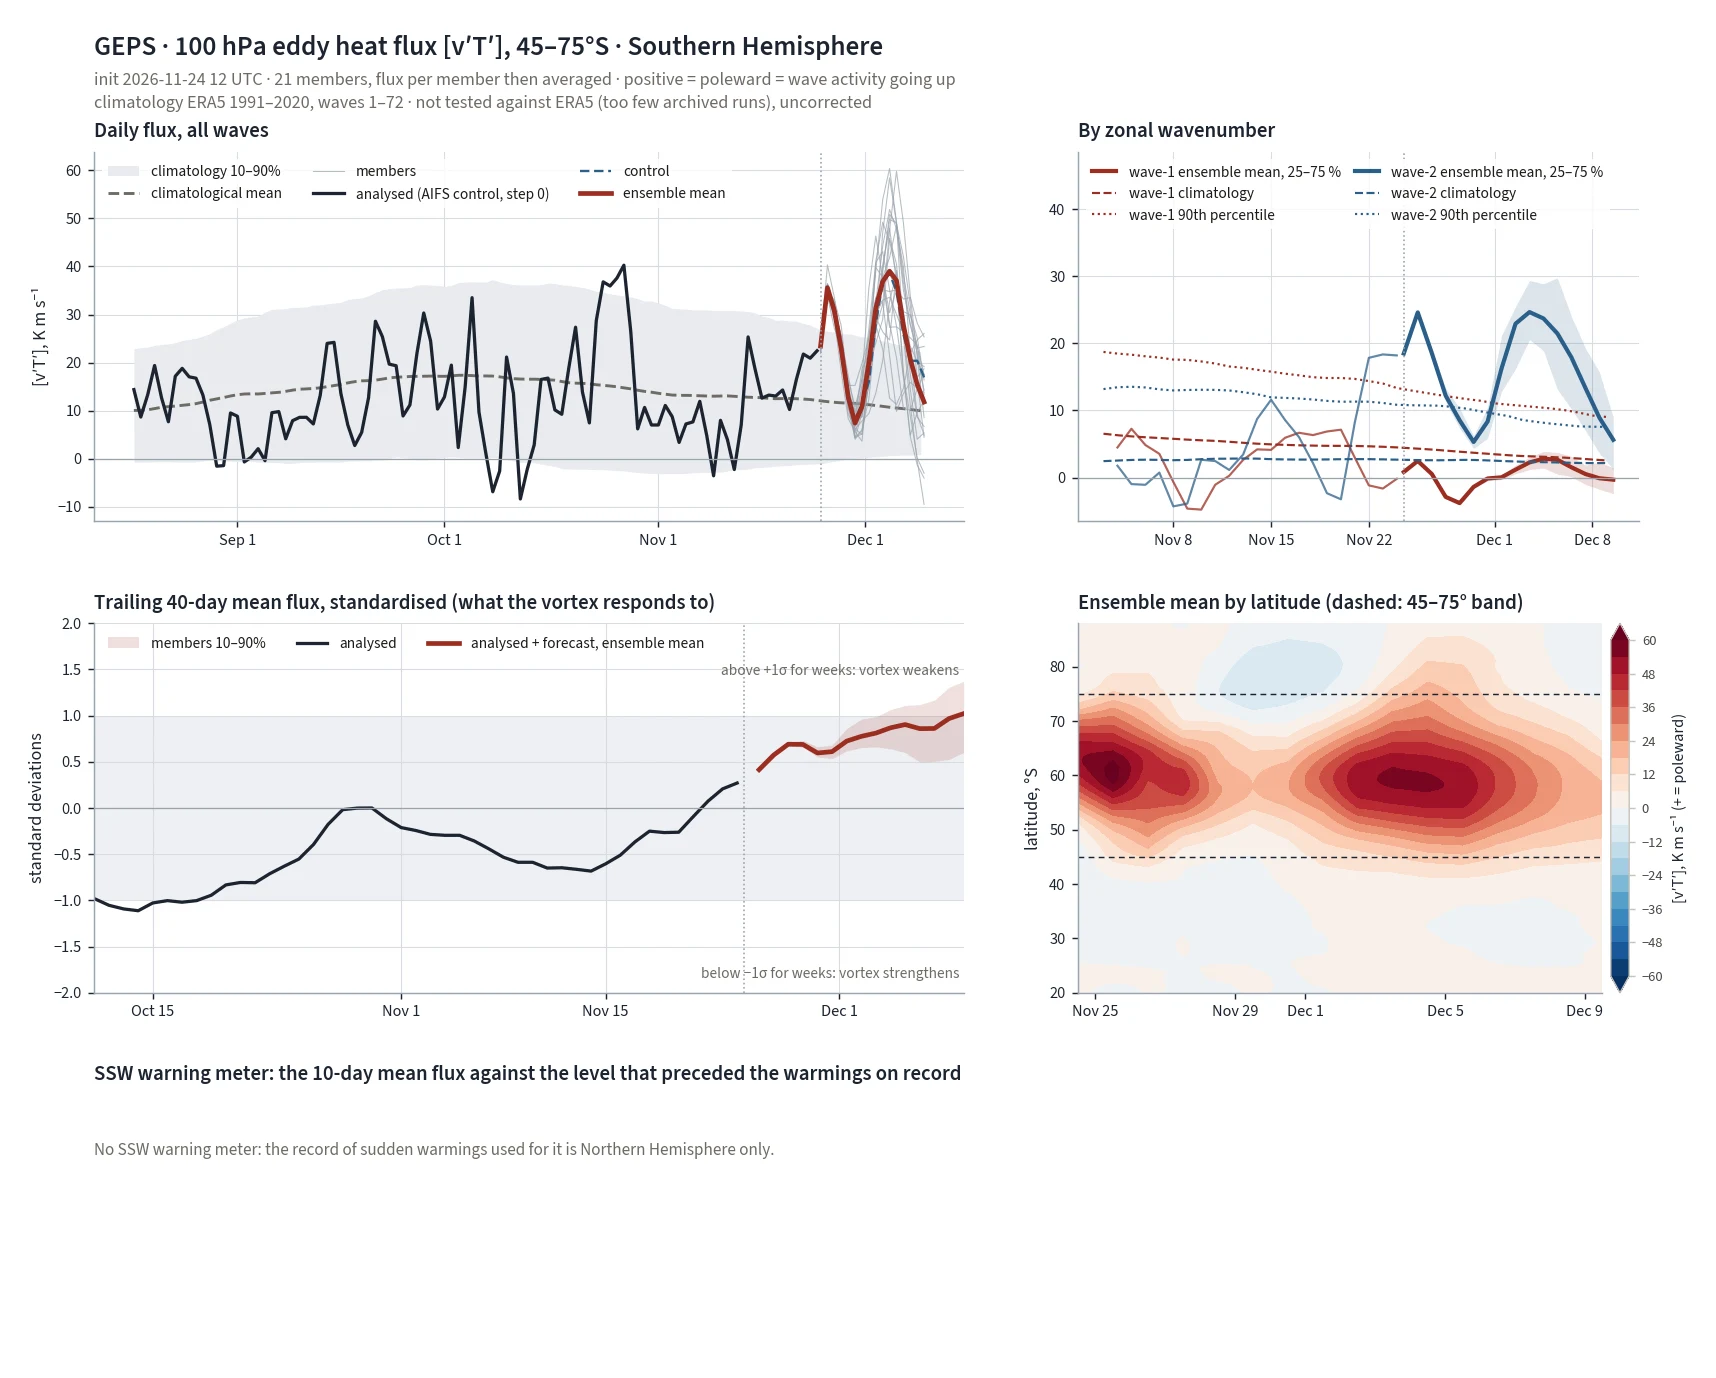 GEPS · 100 hPa eddy heat flux [v′T′], 45–75°S · Southern Hemisphere
init 2026-11-24 12 UTC · 21 members, flux per member then averaged · positive = poleward = wave activity going up
climatology ERA5 1991–2020, waves 1–72 · not tested against ERA5 (too few archived runs), uncorrected
Daily flux, all waves
climatology 10–90%
climatological mean
members
analysed (AIFS control, step 0)
control
ensemble mean
[v′T′], K m s⁻¹
60
50
40
30
20
10
0
−10
Sep 1
Oct 1
Nov 1
Dec 1
By zonal wavenumber
wave-1 ensemble mean, 25–75 %
wave-1 climatology
wave-1 90th percentile
wave-2 ensemble mean, 25–75 %
wave-2 climatology
wave-2 90th percentile
40
30
20
10
0
Nov 8
Nov 15
Nov 22
Dec 1
Dec 8
Trailing 40-day mean flux, standardised (what the vortex responds to)
members 10–90%
analysed
analysed + forecast, ensemble mean
above +1σ for weeks: vortex weakens
below −1σ for weeks: vortex strengthens
standard deviations
2.0
1.5
1.0
0.5
0.0
−0.5
−1.0
−1.5
−2.0
Oct 15
Nov 1
Nov 15
Dec 1
Ensemble mean by latitude (dashed: 45–75° band)
latitude, °S
80
70
60
50
40
30
20
Nov 25
Nov 29
Dec 1
Dec 5
Dec 9
60
48
36
24
12
0
−12
−24
−36
−48
−60
[v′T′], K m s⁻¹ (+ = poleward)
SSW warning meter: the 10-day mean flux against the level that preceded the warmings on record
No SSW warning meter: the record of sudden warmings used for it is Northern Hemisphere only.